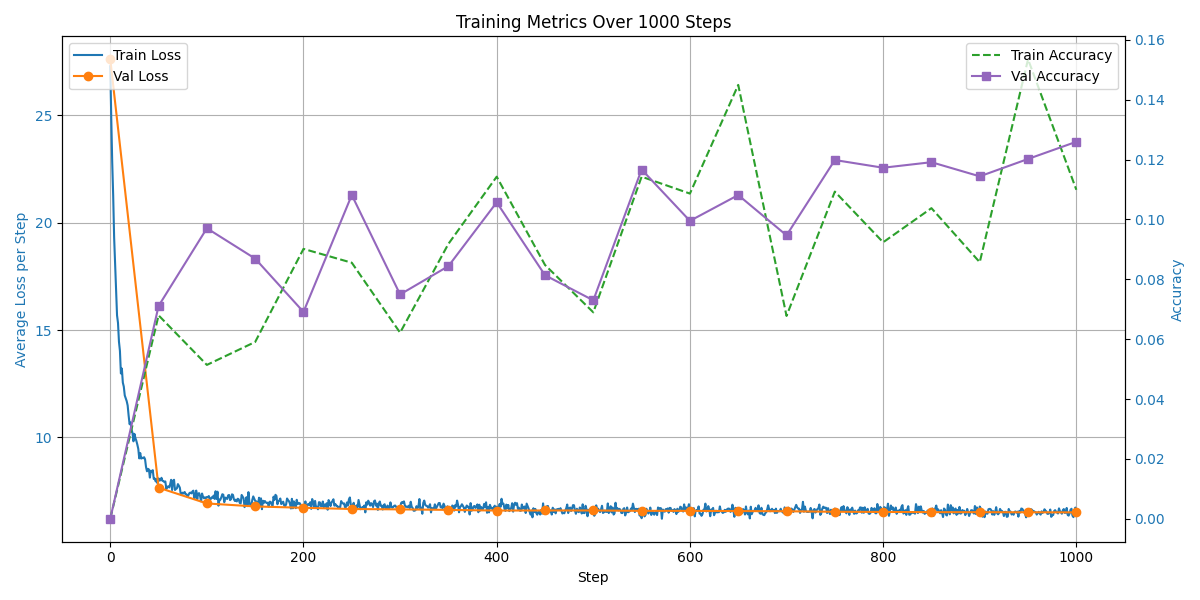 Training Metrics Over 1000 Steps
Train Loss
Val Loss
Train Accuracy
Val Accuracy
Average Loss per Step
25
20
15
10
0.16
0.14
0.12
0.10
0.08
0.06
0.04
0.02
0.00
Accuracy
0 200 400 600 800 1000
Step